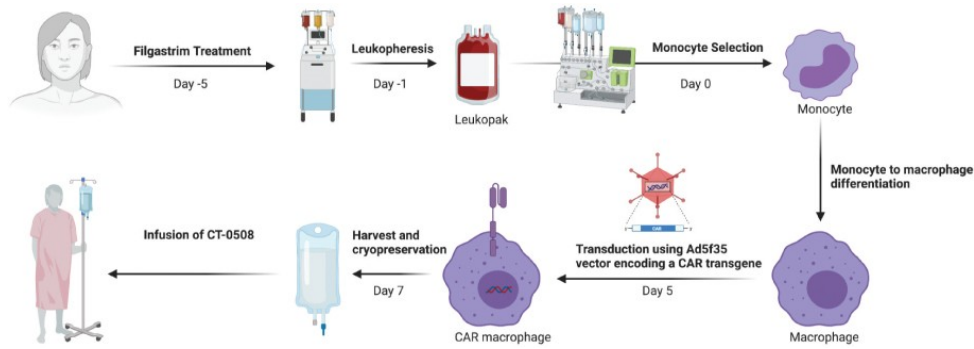 Filgastrim Treatment
Day -5
Leukopheresis
Day -1
Leukopak
Monocyte Selection
Day 0
Monocyte
Monocyte to macrophage
differentiation
Macrophage
CAR
Transduction using Ad5f35
vector encoding a CAR transgene
Day 5
CAR macrophage
Harvest and
cryopreservation
Day 7
Infusion of CT-0508